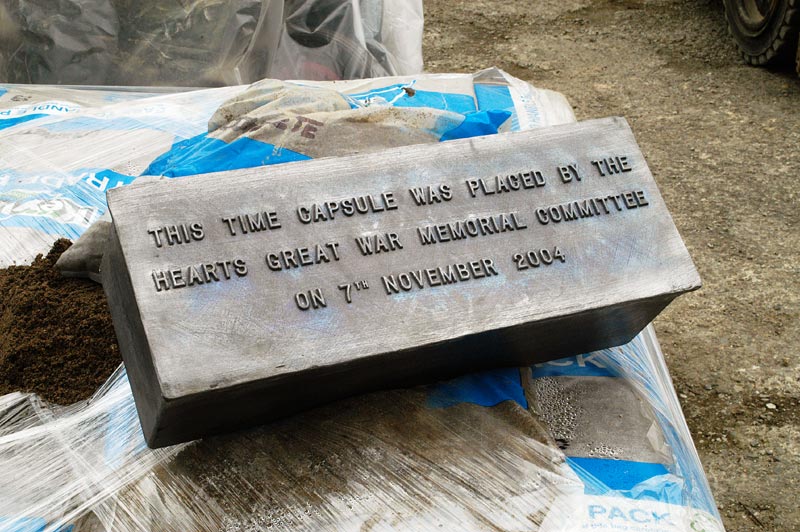 THIS TIME CAPSULE WAS PLACED BY THE
HEARTS GREAT WAR MEMORIAL COMMITTEE
ON 7TH NOVEMBER 2004
PACK